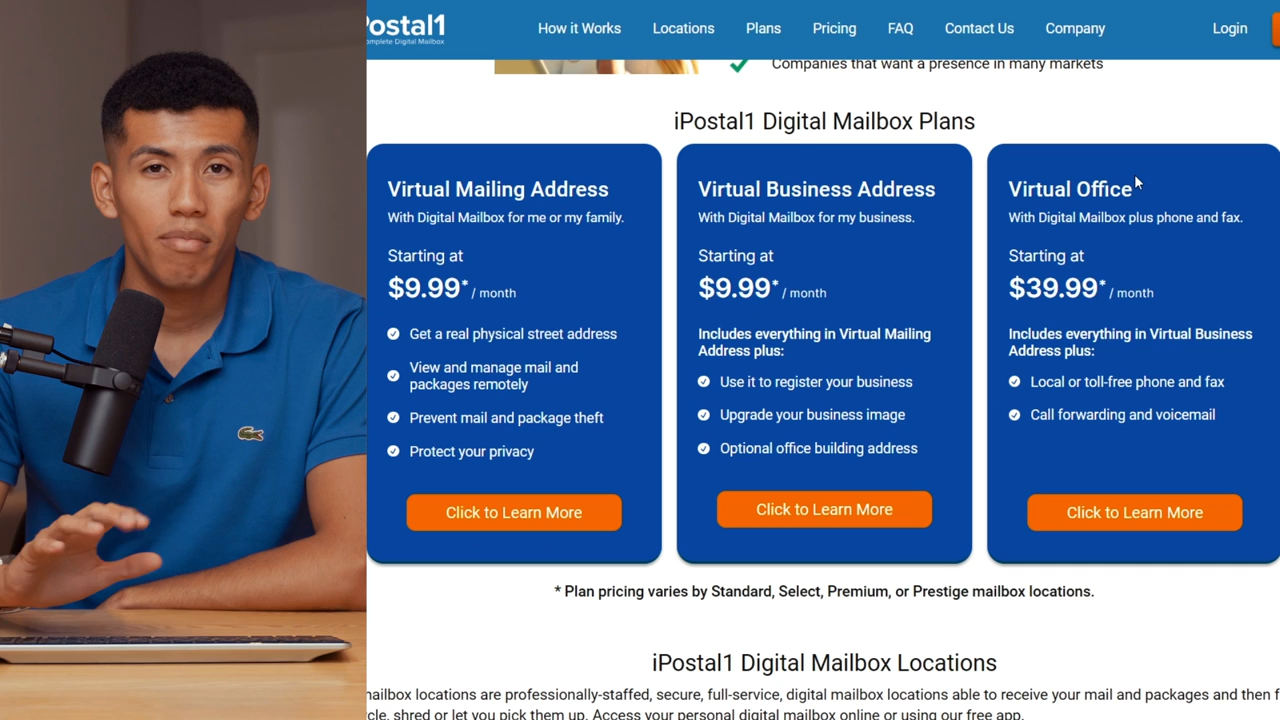 Postal1
omplete Digital Mailbox
How it Works
Locations
Plans
Pricing
FAQ
Contact Us
Company
Login
Companies that want a presence in many markets
iPostal1 Digital Mailbox Plans
Virtual Mailing Address
With Digital Mailbox for me or my family.
Starting at
$9.99* / month
Get a real physical street address
View and manage mail and
packages remotely
Prevent mail and package theft
Protect your privacy
Click to Learn More
Virtual Business Address
With Digital Mailbox for my business.
Starting at
$9.99* / month
Includes everything in Virtual Mailing
Address plus:
Use it to register your business
Upgrade your business image
Optional office building address
Click to Learn More
Virtual Office
With Digital Mailbox plus phone and fax.
Starting at
$39.99* / month
Includes everything in Virtual Business
Address plus:
Local or toll-free phone and fax
Call forwarding and voicemail
Click to Learn More
* Plan pricing varies by Standard, Select, Premium, or Prestige mailbox locations.
iPostal1 Digital Mailbox Locations
mailbox locations are professionally-staffed, secure, full-service, digital mailbox locations able to receive your mail and packages and then f
cle, shred or let you pick them up. Access your personal digital mailbox online or using our free app.